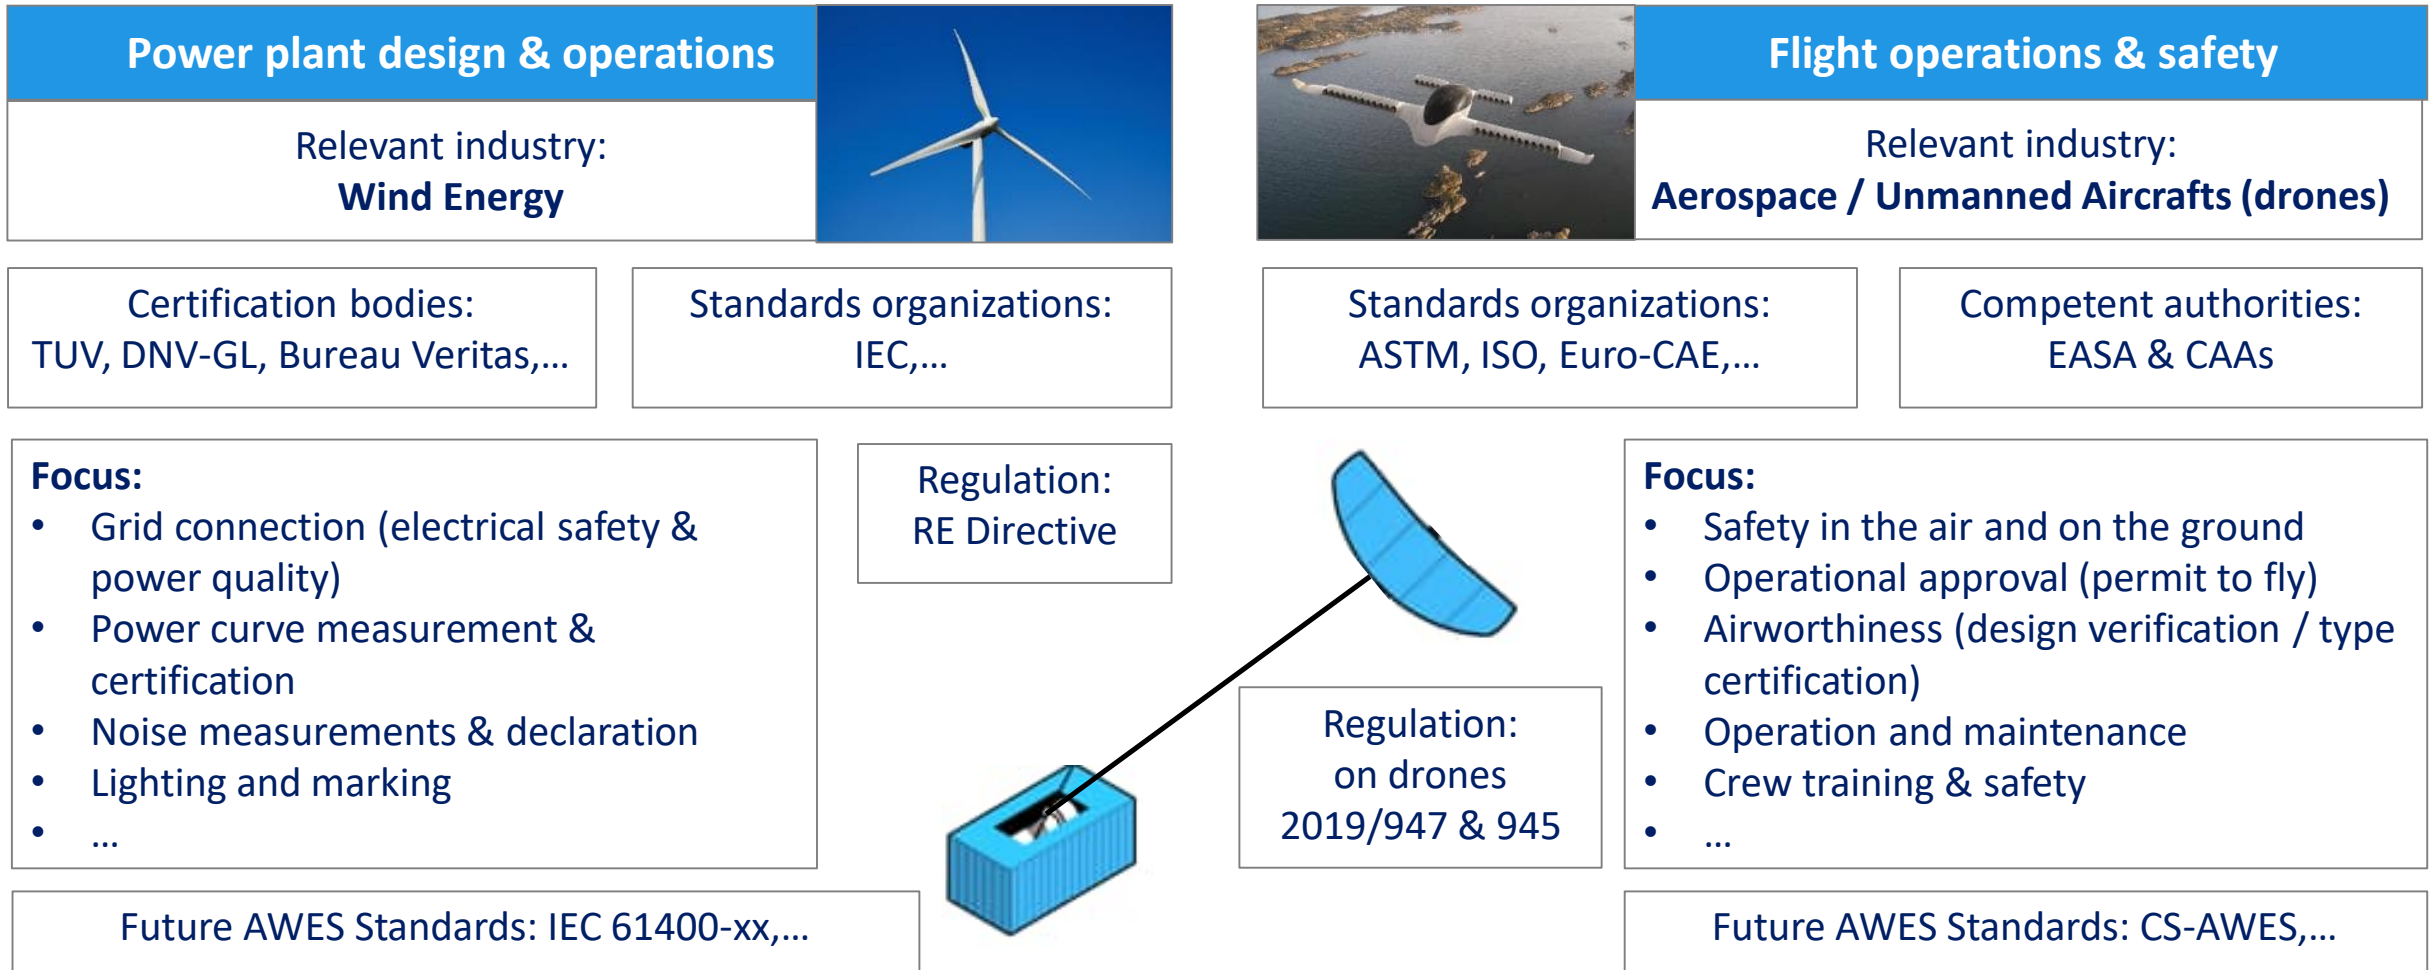 Power plant design & operations
Relevant industry:
Wind Energy
Flight operations & safety
Relevant industry:
Aerospace / Unmanned Aircrafts (drones)
Certification bodies:
TUV, DNV-GL, Bureau Veritas,...
Standards organizations:
IEC,...
Standards organizations:
ASTM, ISO, Euro-CAE,...
Competent authorities:
EASA & CAAs
Focus:
• Grid connection (electrical safety &
power quality)
• Power curve measurement &
certification
• Noise measurements & declaration
• Lighting and marking
• ...
Regulation:
RE Directive
Regulation:
on drones
2019/947 & 945
Focus:
• Safety in the air and on the ground
• Operational approval (permit to fly)
• Airworthiness (design verification / type
certification)
• Operation and maintenance
• Crew training & safety
• ...
Future AWES Standards: IEC 61400-xx,...
Future AWES Standards: CS-AWES,...